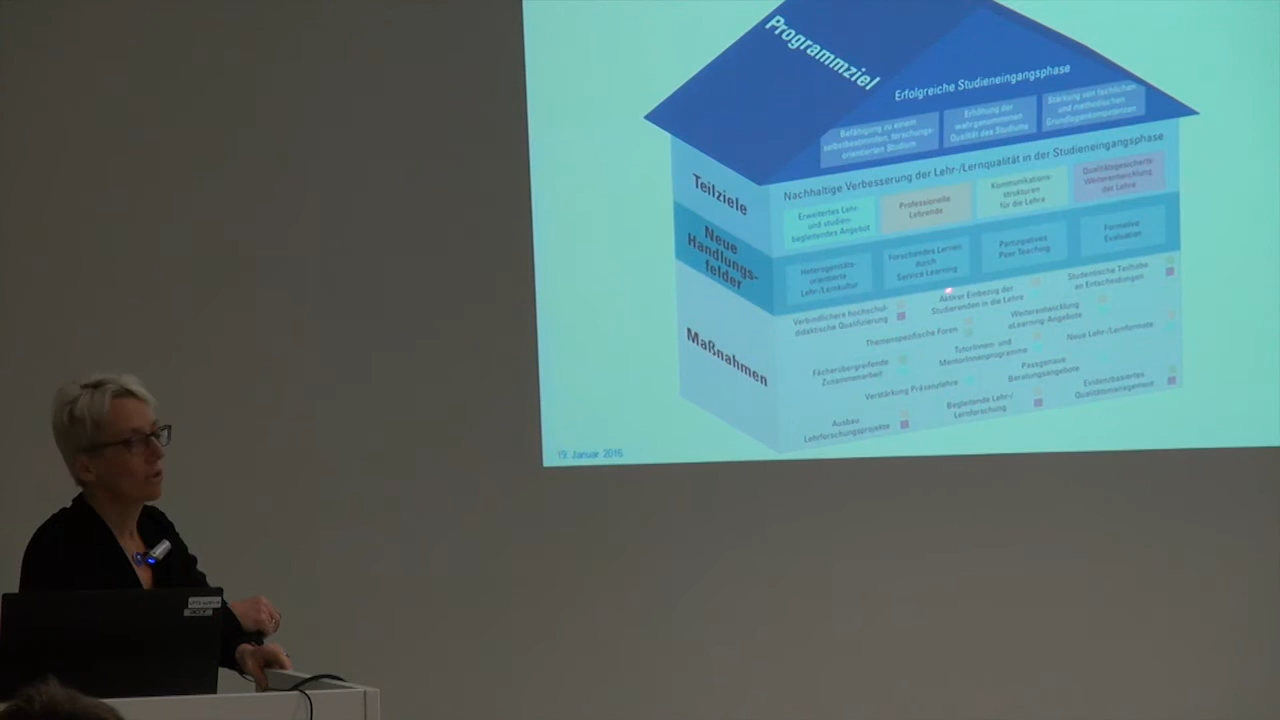 Programmziel
Erfolgreiche Studieneingangsphase
Befähigung zu einem
selbstbestimmten, forschungs-
orientierten Studium
Erhöhung der
wahrgenommenen
Qualität des Studiums
Stärkung von fachlichen
und methodischen
Grundlagenkompetenzen
Teilziele
Nachhaltige Verbesserung der Lehr-/Lernqualität in der Studieneingangsphase
Erweitertes Lehr-
und studien-
begleitendes Angebot
Professionelle
Lehrende
Kommunikations-
strukturen
für die Lehre
Qualitätsgesicherte
Weiterentwicklung
der Lehre
Neue
Handlungs-
felder
Heterogenitäts-
orientierte
Lehr-/Lernkultur
Forschendes Lernen
durch
Service Learning
Peer Teaching
Formative
Evaluation
Maßnahmen
Verbindlichere hochschul-
didaktische Qualifizierung
Aktiver Einbezug der
Studierenden in die Lehre
Studentische Teilhabe
an Entscheidungen
Themenspezifische Foren
Weiterentwicklung
eLearning-Angebote
Fächerübergreifende
Zusammenarbeit
TutorInnen- und
MentorInnenprogramme
Neue Lehr-/Lernformate
Verstärkung Präsenzlehre
Passgenaue
Beratungsangebote
Ausbau
Lehrforschungsprojekte
Begleitende Lehr-/
Lernforschung
Evidenzbasiertes
Qualitätsmanagement
19. Januar 2016